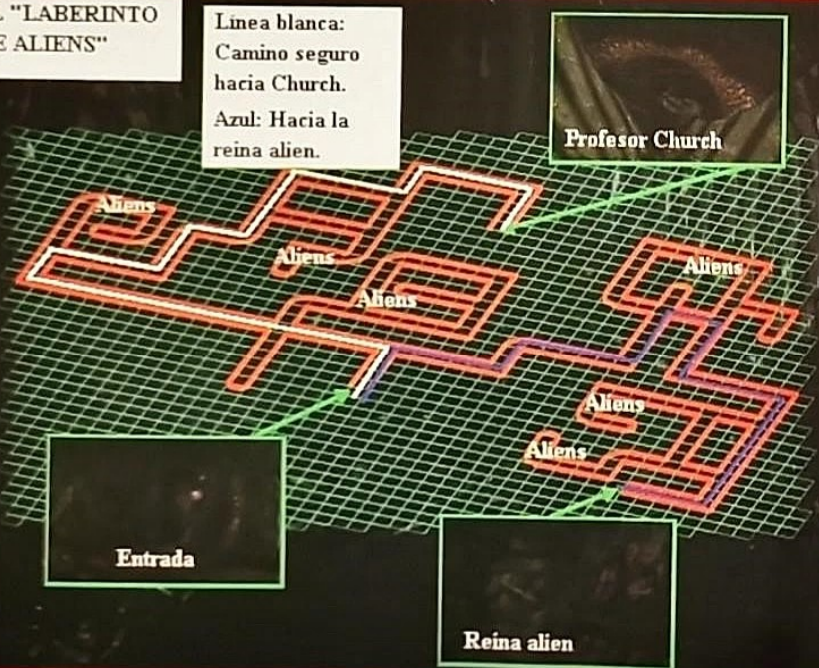 "LABERINTO
E ALIENS"
Línea blanca:
Camino seguro
hacia Church.
Azul: Hacia la
reina alien.
Profesor Church
Aliens
Aliens
Aliens
Aliens
Aliens
Aliens
Entrada
Reina alien